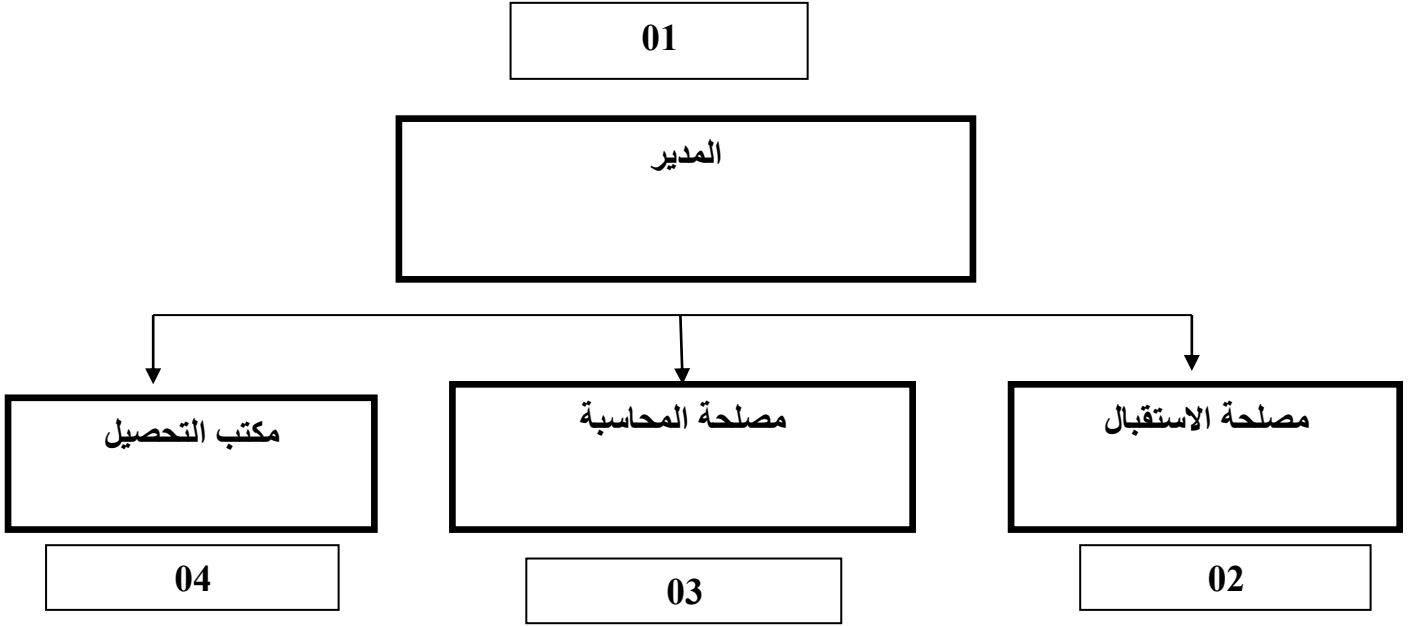 01
المدير
مصلحة الاستقبال
مصلحة المحاسبة
مكتب التحصيل
02
03
04